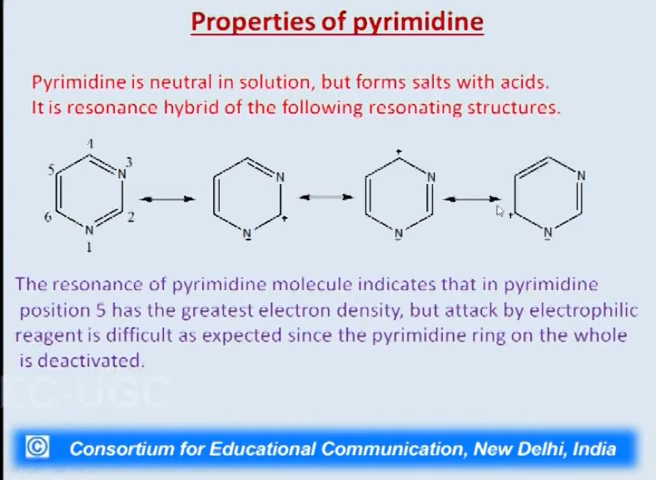 Properties of pyrimidine
Pyrimidine is neutral in solution, but forms salts with acids.
It is resonance hybrid of the following resonating structures.
4
5
3
N
6
2
N
1
N
+
N
+
N
N
N
+
N
The resonance of pyrimidine molecule indicates that in pyrimidine
position 5 has the greatest electron density, but attack by electrophilic
reagent is difficult as expected since the pyrimidine ring on the whole
is deactivated.
EC-UGC
© Consortium for Educational Communication, New Delhi, India